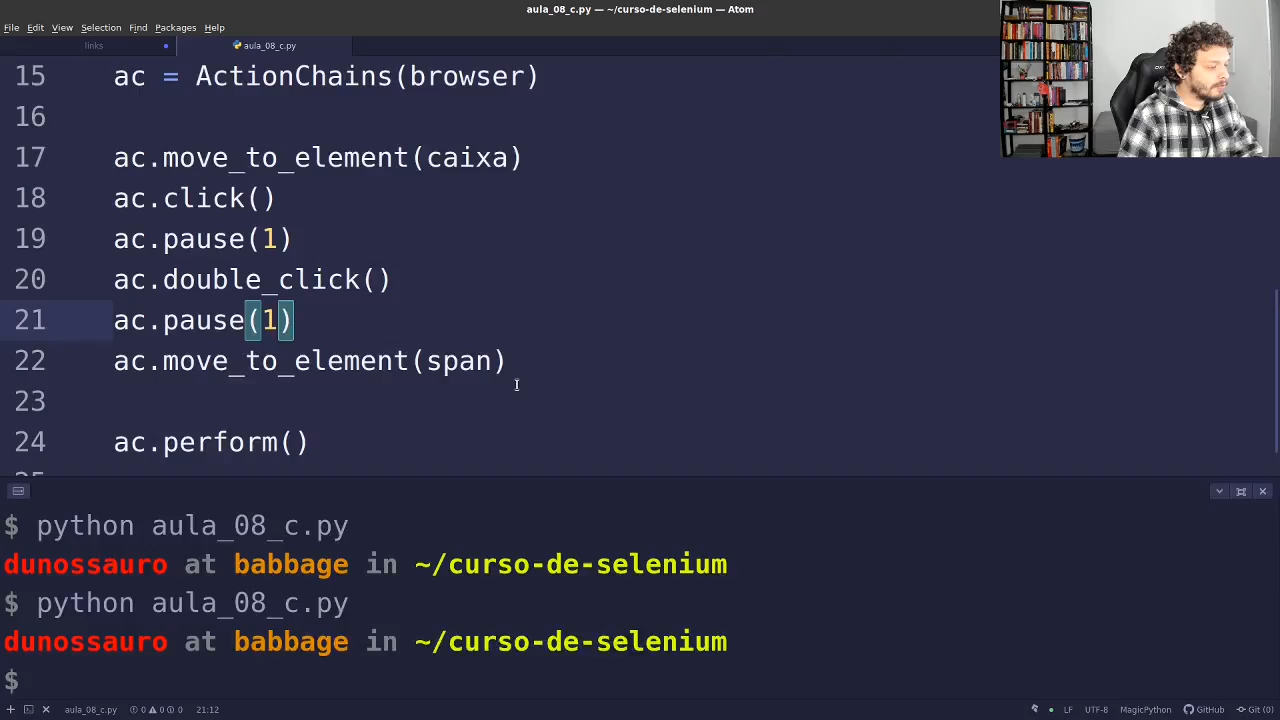 aula_08_c.py — ~/curso-de-selenium — Atom
File Edit View Selection Find Packages Help
links aula_08_c.py
15 ac = ActionChains(browser)
16
17 ac.move_to_element(caixa)
18 ac.click()
19 ac.pause(1)
20 ac.double_click()
21 ac.pause(1)
22 ac.move_to_element(span)
23
24 ac.perform()
$ python aula_08_c.py
dunossauro at babbage in ~/curso-de-selenium
$ python aula_08_c.py
dunossauro at babbage in ~/curso-de-selenium
$
aula_08_c.py 0 0 0 21:12 LF UTF-8 MagicPython GitHub Git (0)